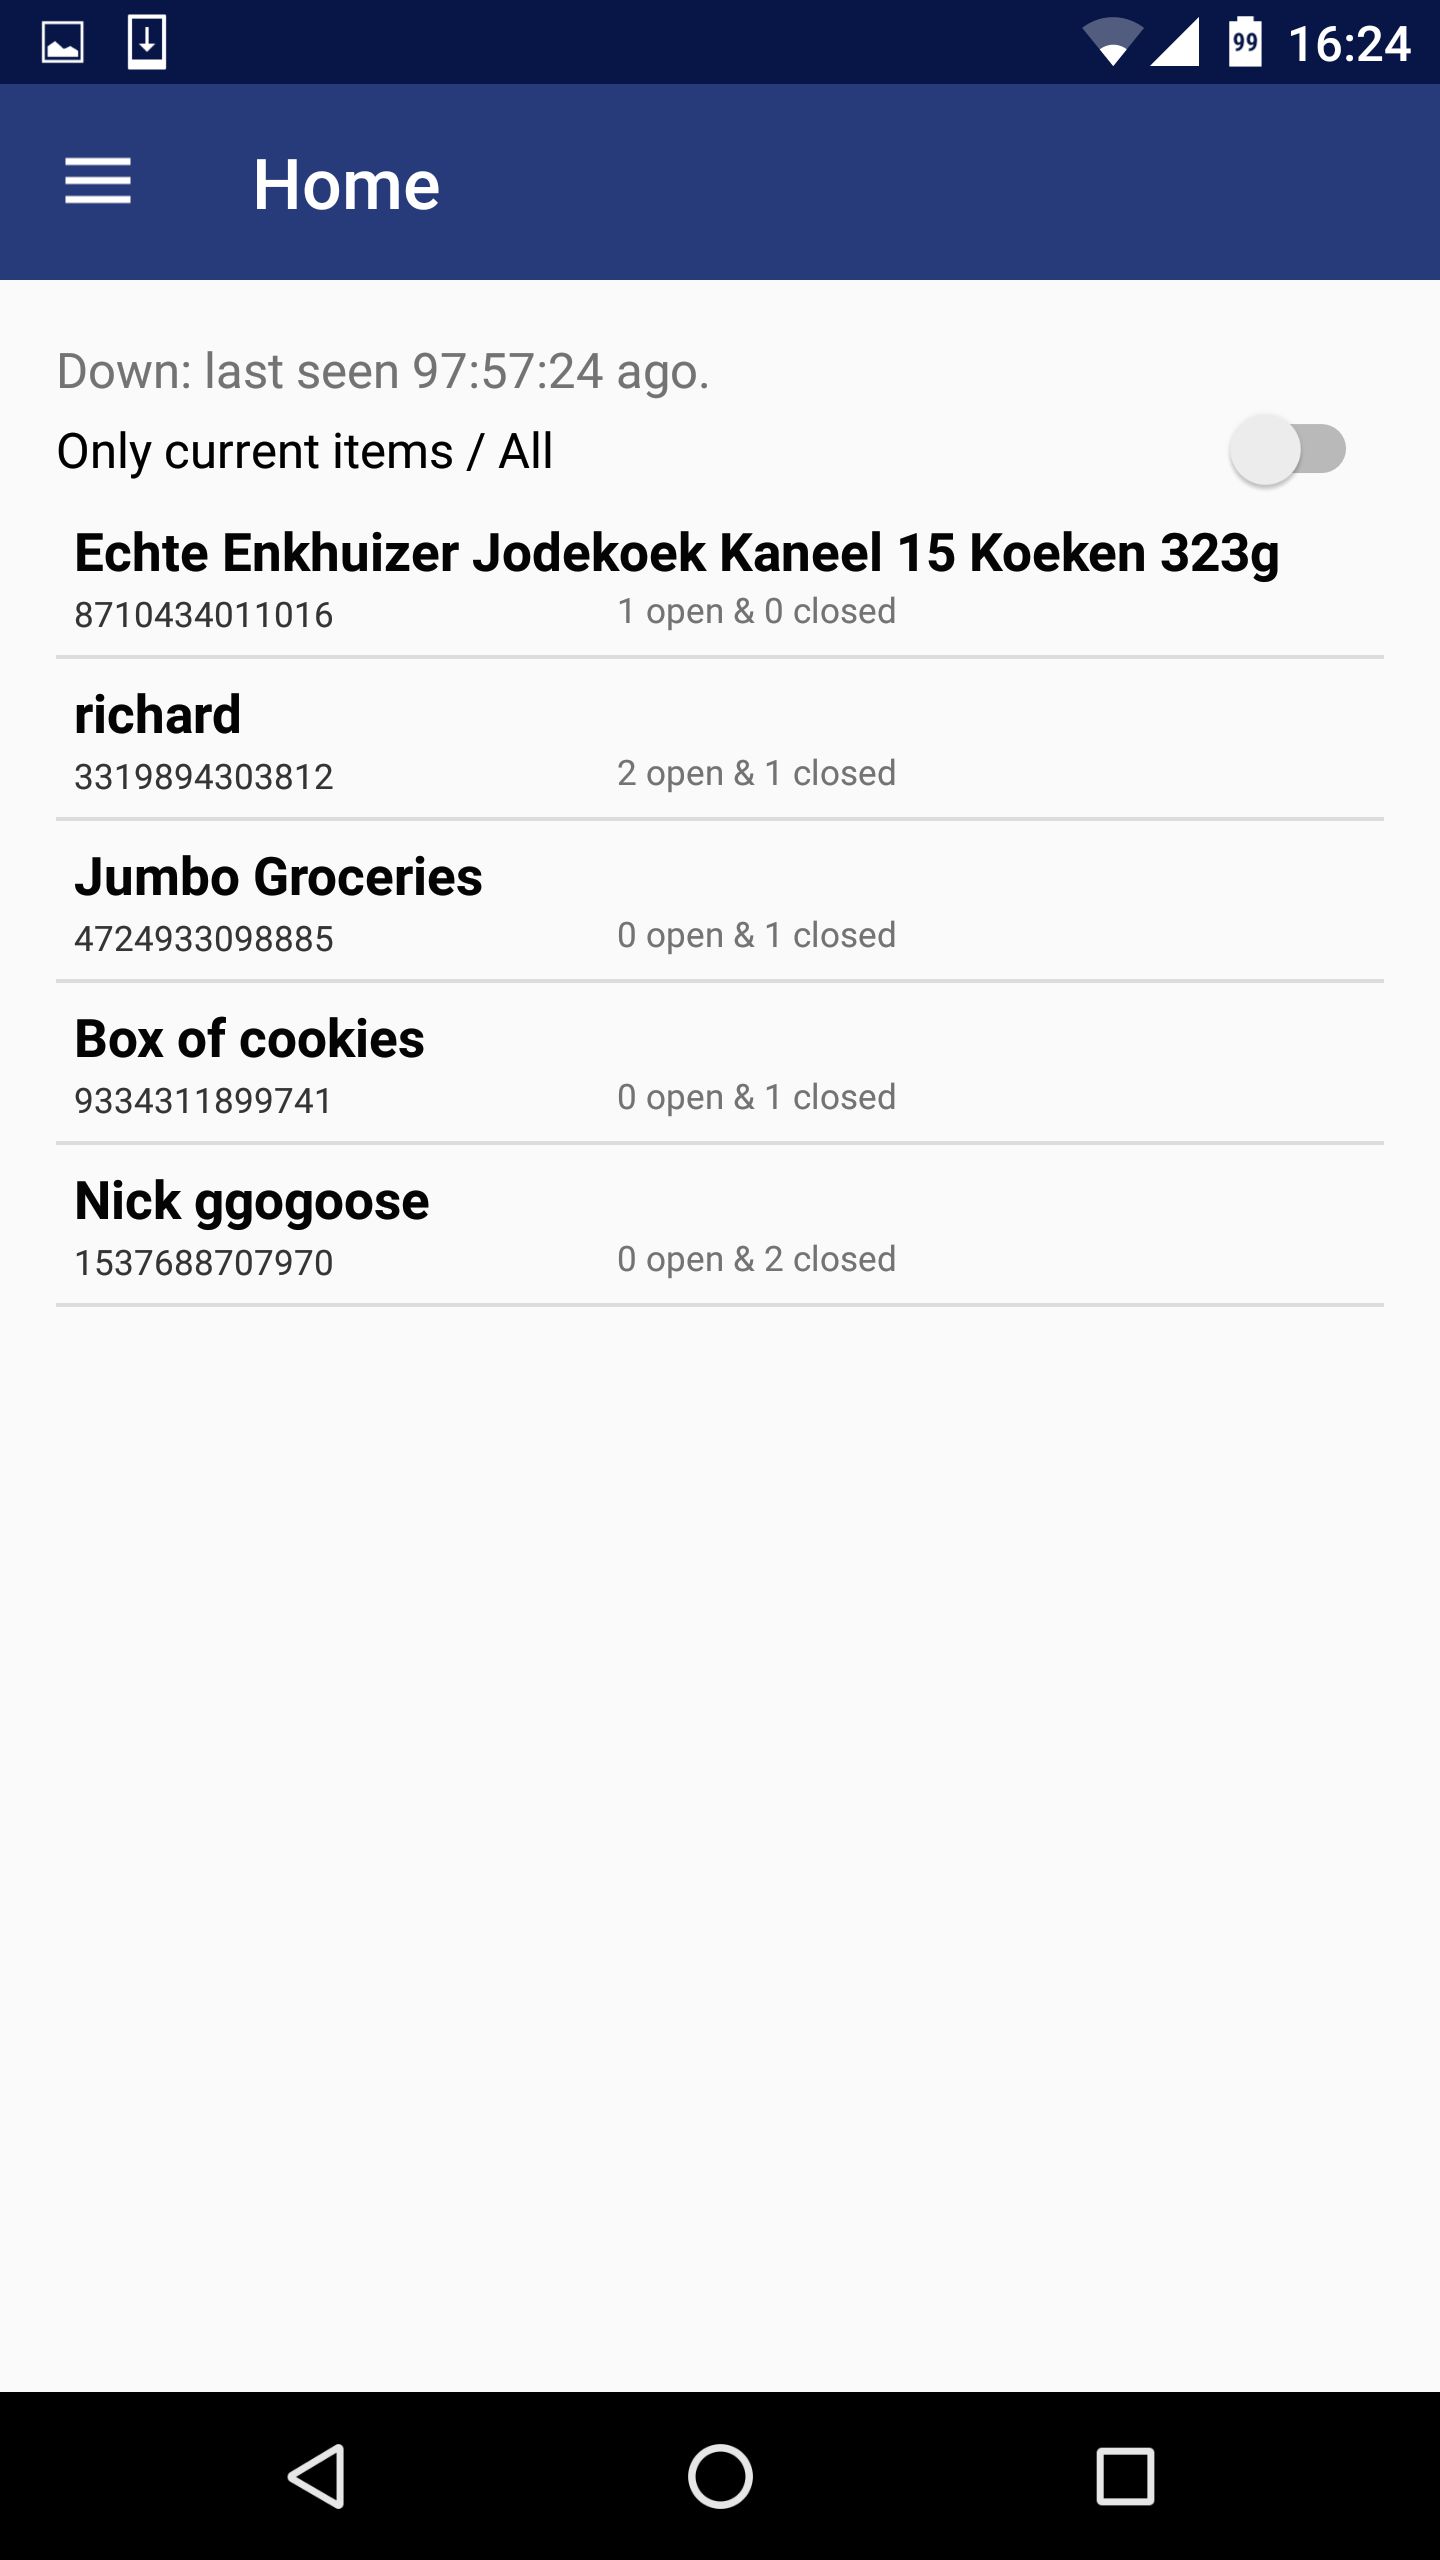 99 16:24
Home
Down: last seen 97:57:24 ago.
Only current items / All
Echte Enkhuizer Jodekoek Kaneel 15 Koeken 323g
8710434011016 1 open & 0 closed
richard
3319894303812 2 open & 1 closed
Jumbo Groceries
4724933098885 0 open & 1 closed
Box of cookies
9334311899741 0 open & 1 closed
Nick ggogoose
1537688707970 0 open & 2 closed